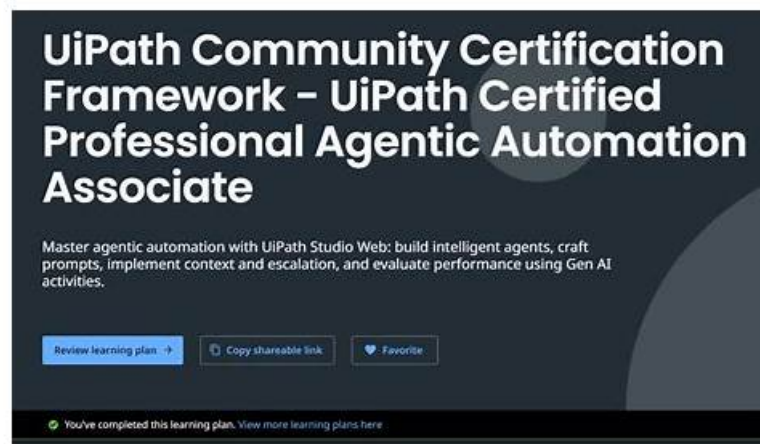 UiPath Community Certification
Framework - UiPath Certified
Professional Agentic Automation
Associate
Master agentic automation with UiPath Studio Web: build intelligent agents, craft
prompts, implement context and escalation, and evaluate performance using Gen AI
activities.
Review learning plan → Copy shareable link Favorite
You've completed this learning plan. View more learning plans here